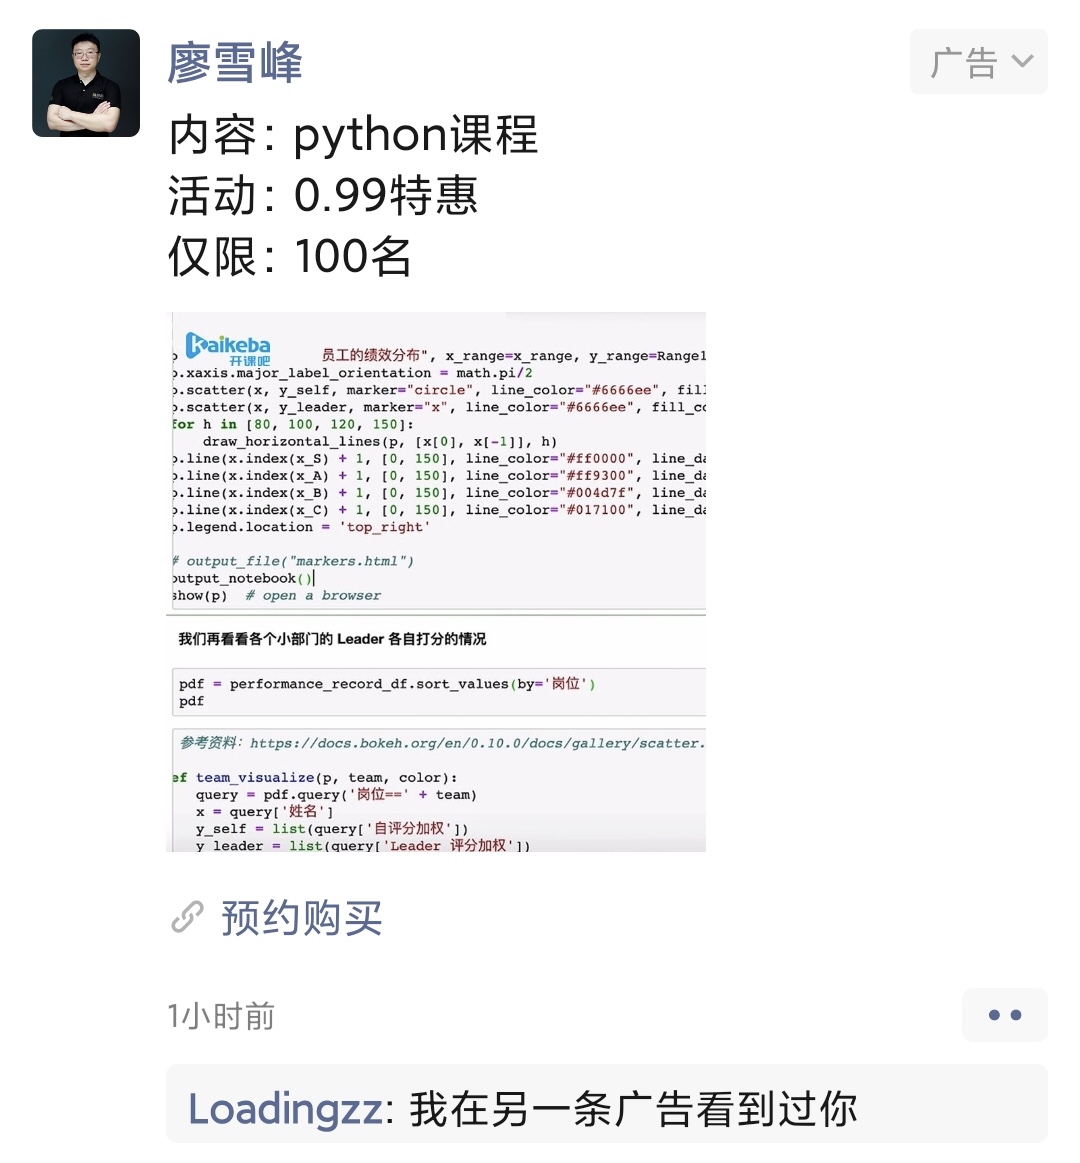 廖雪峰
广告
内容：python课程
活动：0.99特惠
仅限：100名
Kaikeba
开课吧
员工的绩效分布", x_range=x_range, y_range=Range1
p.xaxis.major_label_orientation = math.pi/2
p.scatter(x, y_self, marker="circle", line_color="#6666ee", fill
p.scatter(x, y_leader, marker="x", line_color="#6666ee", fill_co
for h in [80, 100, 120, 150]:
draw_horizontal_lines(p, [x[0], x[-1]], h)
p.line(x.index(x_S) + 1, [0, 150], line_color="#ff0000", line_da
p.line(x.index(x_A) + 1, [0, 150], line_color="#ff9300", line_da
p.line(x.index(x_B) + 1, [0, 150], line_color="#004d7f", line_da
p.line(x.index(x_C) + 1, [0, 150], line_color="#017100", line_da
p.legend.location = 'top_right'
# output_file("markers.html")
output_notebook()
show(p) # open a browser
我们再看看各个小部门的 Leader 各自打分的情况
pdf = performance_record_df.sort_values(by='岗位')
pdf
参考资料：https://docs.bokeh.org/en/0.10.0/docs/gallery/scatter.
ef team_visualize(p, team, color):
query = pdf.query('岗位==' + team)
x = query['姓名']
y_self = list(query['自评分加权'])
y_leader = list(query['Leader 评分加权'])
预约购买
1小时前
Loadingzz: 我在另一条广告看到过你